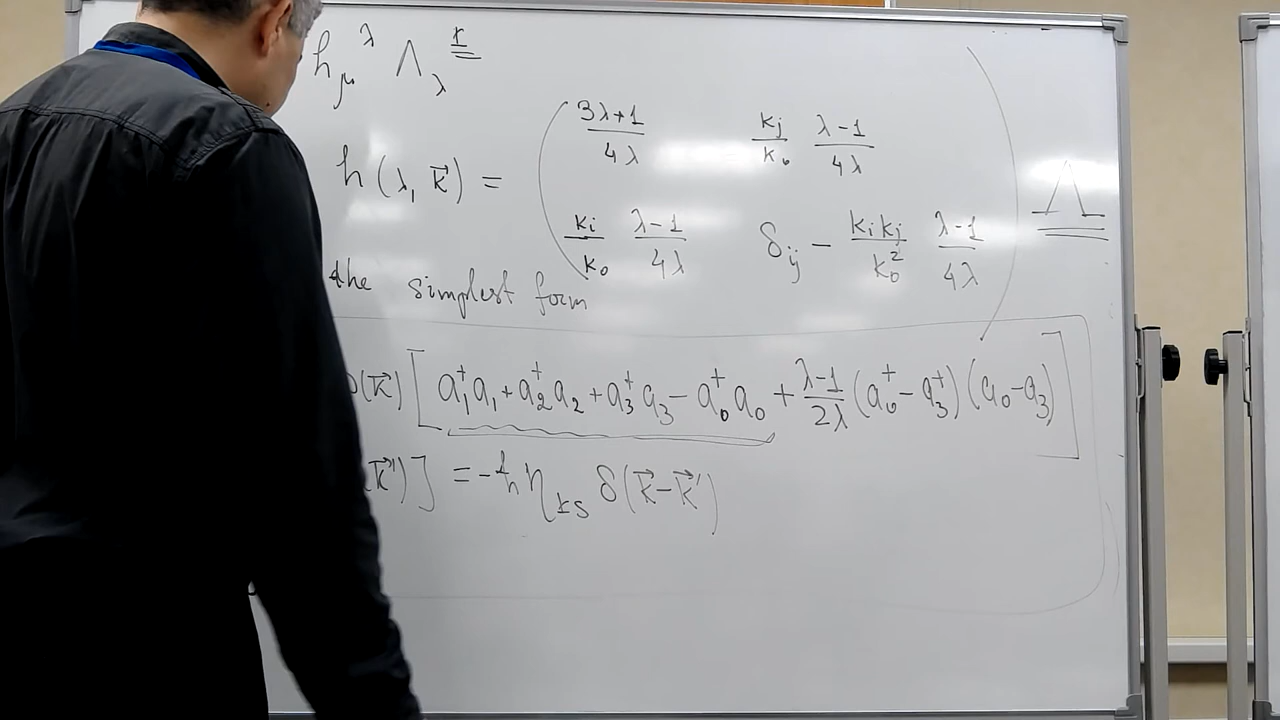 h_μ^λ Λ_λ^r
h(λ, k⃗) = ( (3λ+1)/(4λ)   (k_j/k_0) (λ-1)/(4λ)
(k_i/k_0) (λ-1)/(4λ)   δ_ij - (k_i k_j/k_0^2) (λ-1)/(4λ) ) Λ
the simplest form
(k⃗) [ a_1^+ a_1 + a_2^+ a_2 + a_3^+ a_3 - a_0^+ a_0 + (λ-1)/(2λ) (a_0^+ - a_3^+) (a_0 - a_3) ]
k⃗') ] = -ħ η_rs δ(k⃗-k⃗')